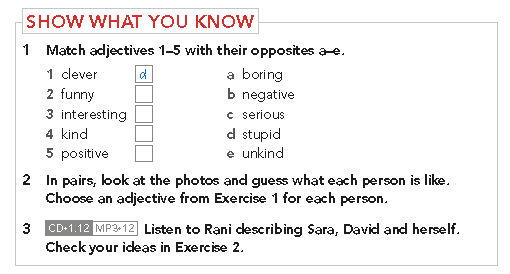 SHOW WHAT YOU KNOW
1 Match adjectives 1–5 with their opposites a–e.
1 clever d a boring
2 funny b negative
3 interesting c serious
4 kind d stupid
5 positive e unkind
2 In pairs, look at the photos and guess what each person is like.
Choose an adjective from Exercise 1 for each person.
3 CD•1.12 MP3•12 Listen to Rani describing Sara, David and herself.
Check your ideas in Exercise 2.